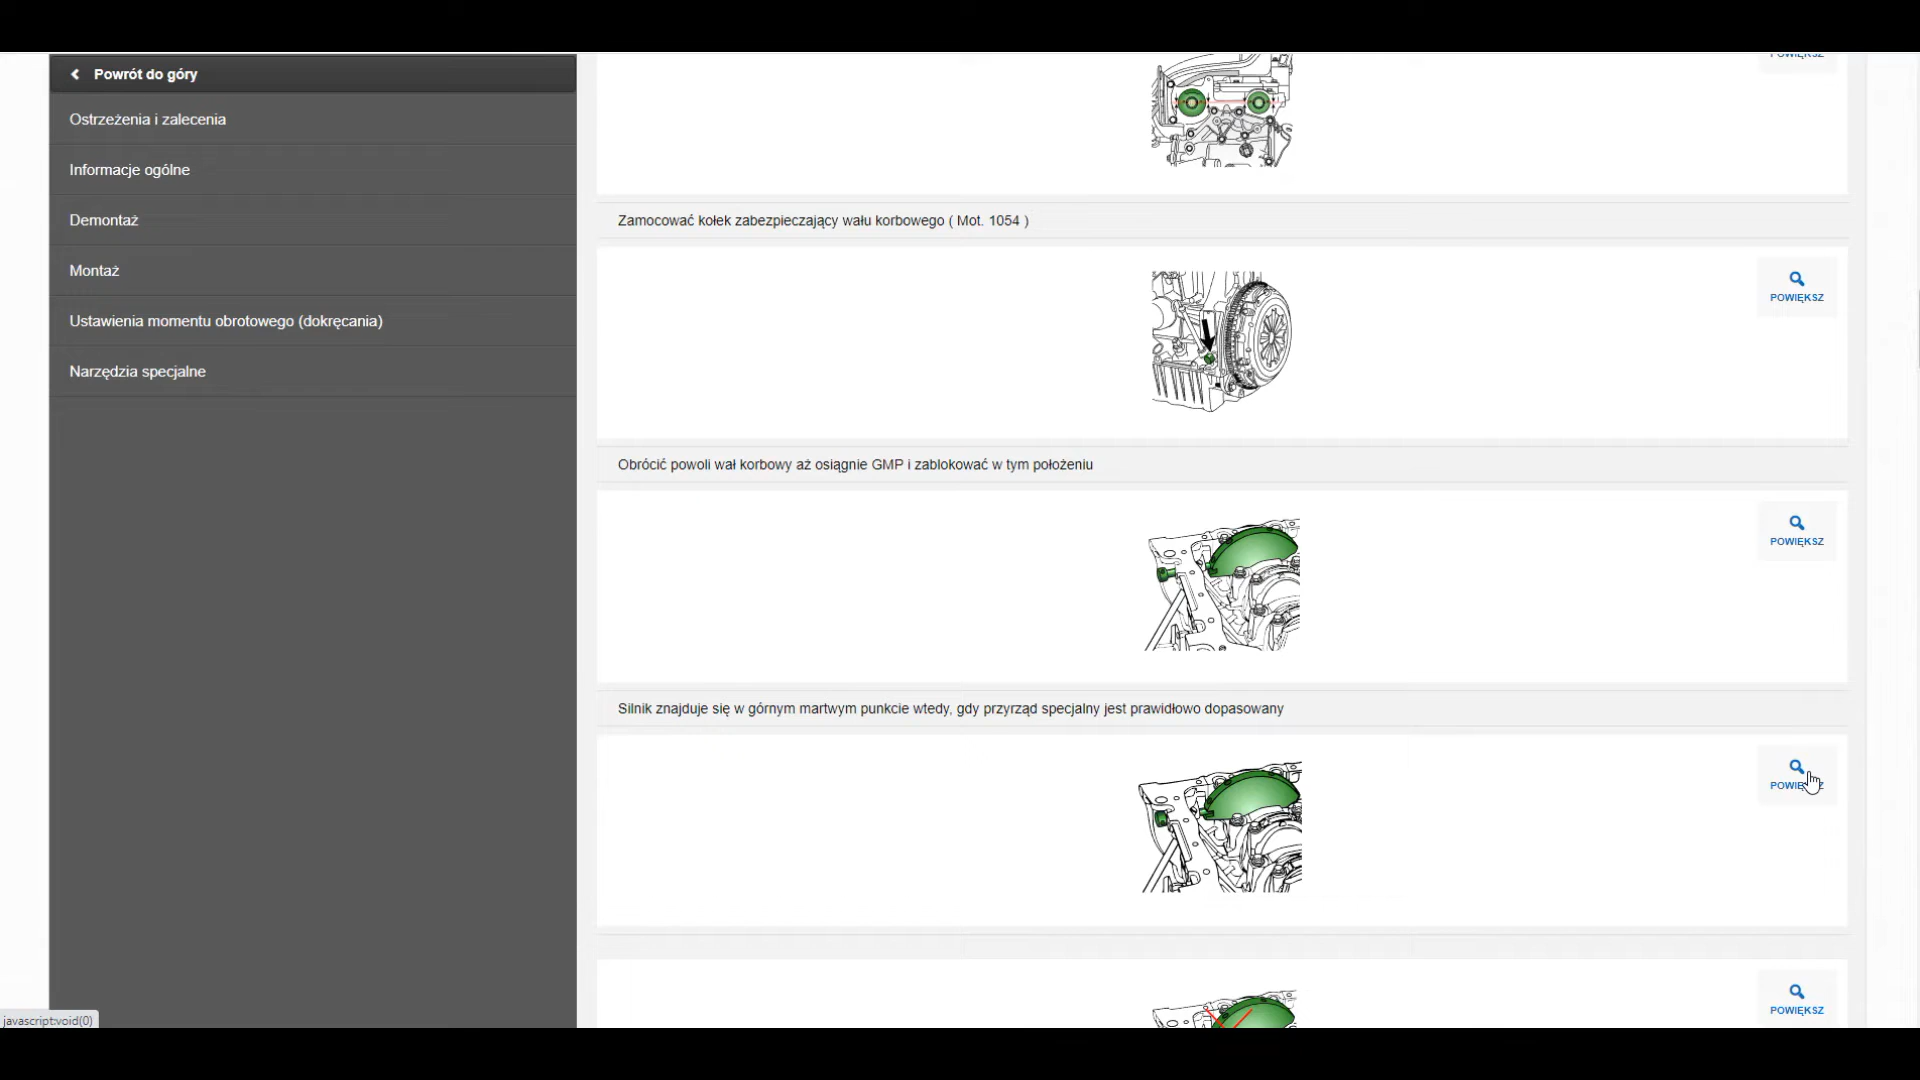 Powrót do góry
Ostrzeżenia i zalecenia
Informacje ogólne
Demontaż
Montaż
Ustawienia momentu obrotowego (dokręcania)
Narzędzia specjalne
POWIĘKSZ
Zamocować kołek zabezpieczający wału korbowego ( Mot. 1054 )
POWIĘKSZ
Obrócić powoli wał korbowy aż osiągnie GMP i zablokować w tym położeniu
POWIĘKSZ
Silnik znajduje się w górnym martwym punkcie wtedy, gdy przyrząd specjalny jest prawidłowo dopasowany
POWIĘKSZ
POWIĘKSZ
javascript:void(0)